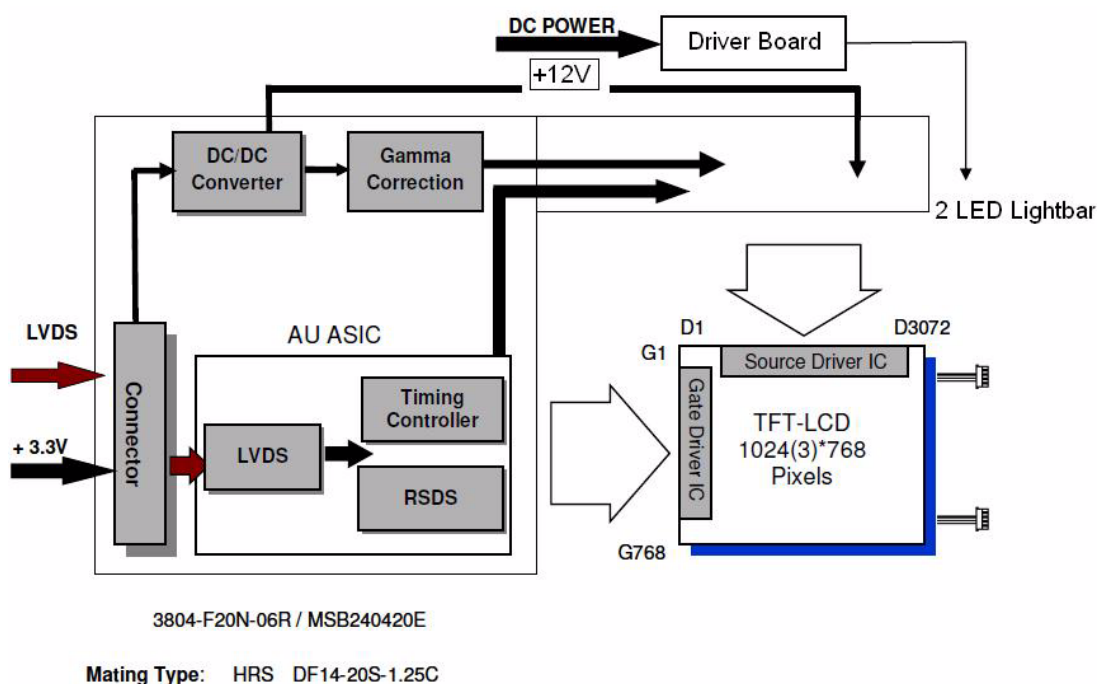 DC POWER
Driver Board
+12V
DC/DC
Converter
Gamma
Correction
2 LED Lightbar
LVDS
+ 3.3V
Connector
AU ASIC
LVDS
Timing
Controller
RSDS
D1
D3072
G1
G768
Source Driver IC
Gate Driver IC
TFT-LCD
1024(3)*768
Pixels
3804-F20N-06R / MSB240420E
Mating Type: HRS DF14-20S-1.25C